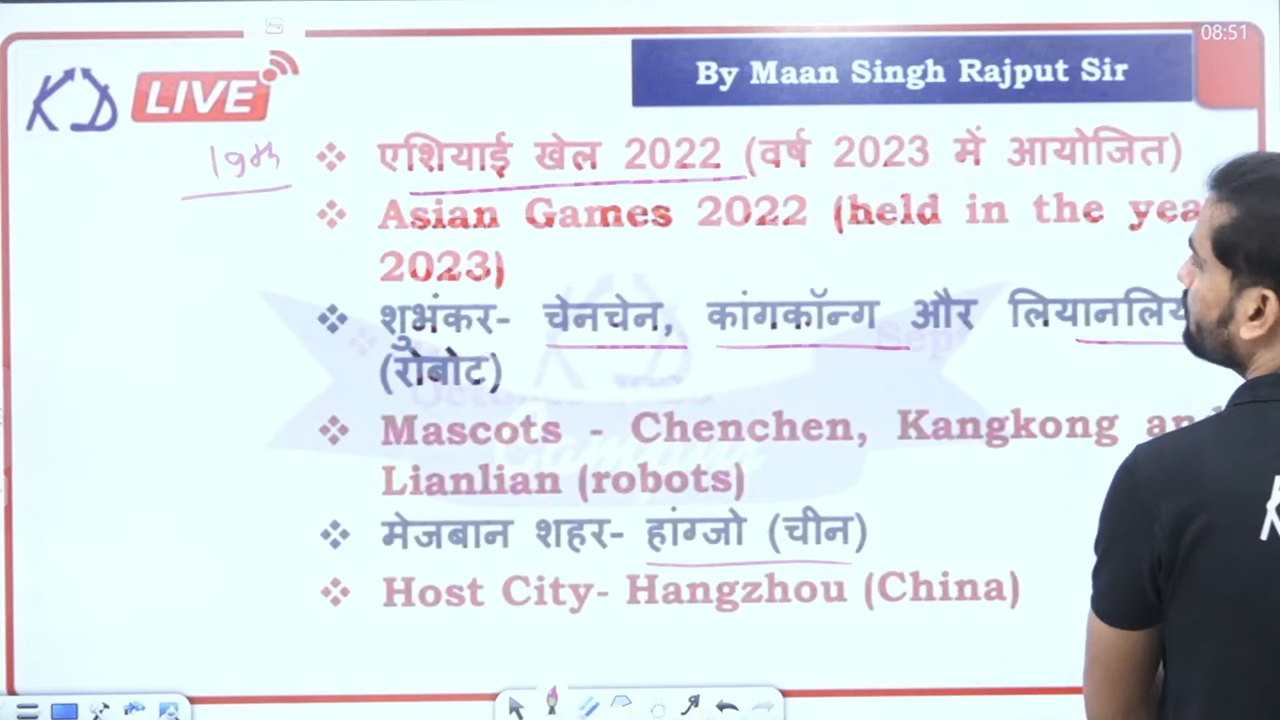 08:51
KD LIVE
By Maan Singh Rajput Sir
19th
❖ एशियाई खेल 2022 (वर्ष 2023 में आयोजित)
❖ Asian Games 2022 (held in the yea
2023)
❖ शुभंकर- चेनचेन, कांगकॉन्ग और लियानलिय
(रोबोट)
❖ Mascots - Chenchen, Kangkong an
Lianlian (robots)
❖ मेजबान शहर- हांग्जो (चीन)
❖ Host City- Hangzhou (China)